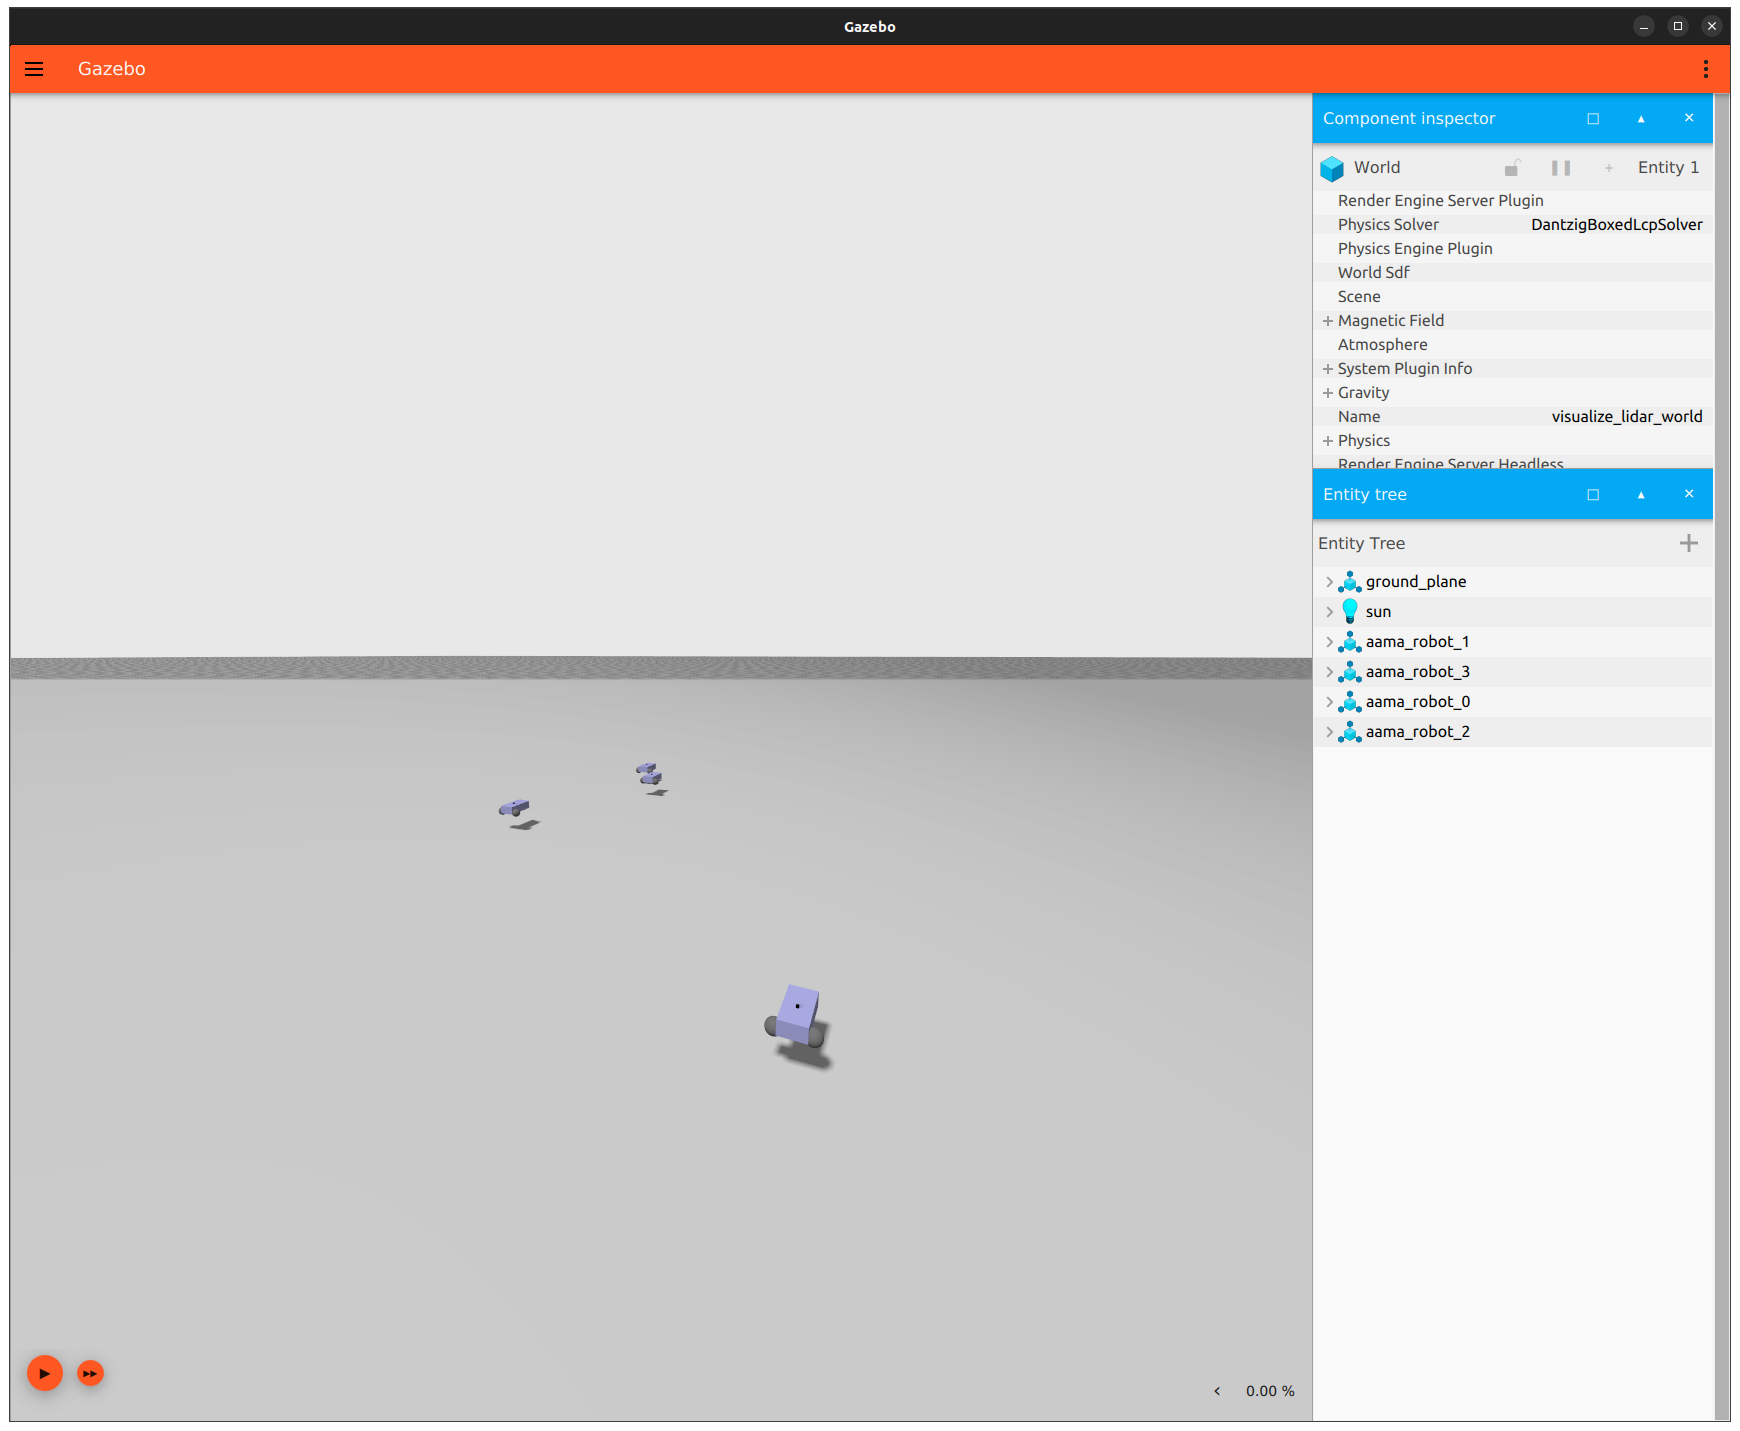 Gazebo
Gazebo
Component inspector
World
Entity 1
Render Engine Server Plugin
Physics Solver DantzigBoxedLcpSolver
Physics Engine Plugin
World Sdf
Scene
Magnetic Field
Atmosphere
System Plugin Info
Gravity
Name visualize_lidar_world
Physics
Render Engine Server Headless
Entity tree
Entity Tree
ground_plane
sun
aama_robot_1
aama_robot_3
aama_robot_0
aama_robot_2
0.00 %